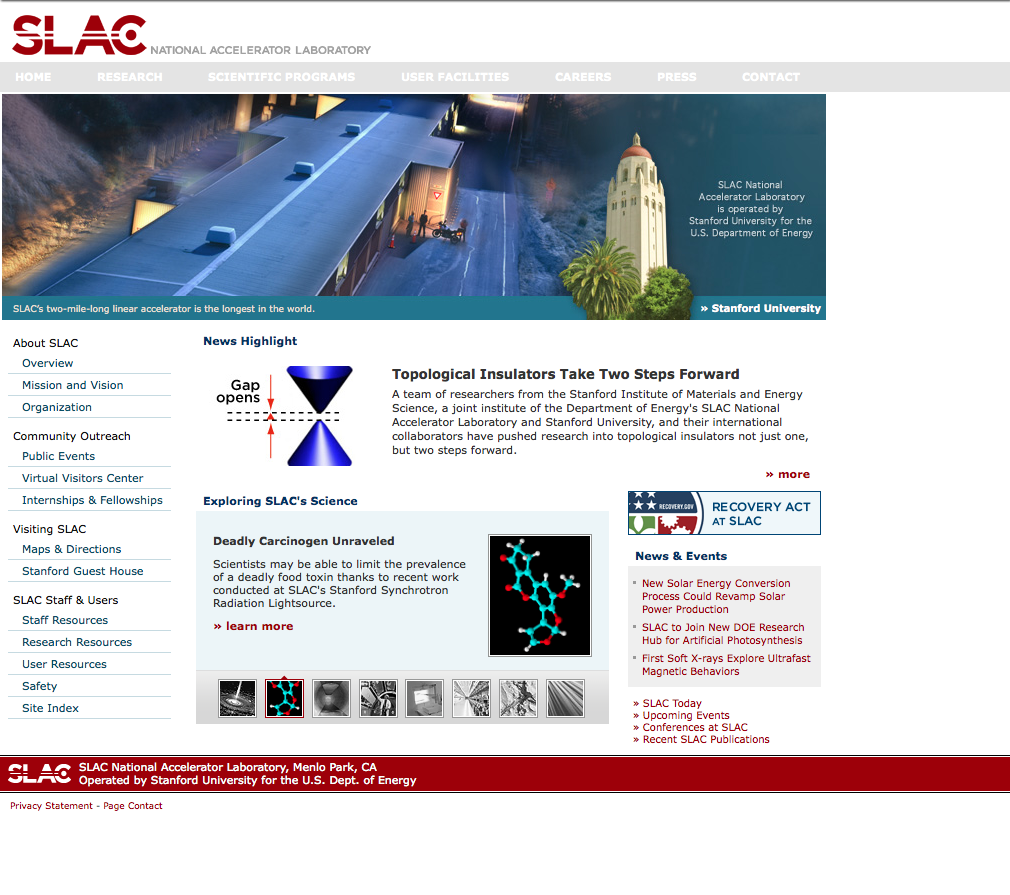 SLAC NATIONAL ACCELERATOR LABORATORY
HOME RESEARCH SCIENTIFIC PROGRAMS USER FACILITIES CAREERS PRESS CONTACT
SLAC National
Accelerator Laboratory
is operated by
Stanford University for the
U.S. Department of Energy
SLAC's two-mile-long linear accelerator is the longest in the world.
» Stanford University
About SLAC
Overview
Mission and Vision
Organization
Community Outreach
Public Events
Virtual Visitors Center
Internships & Fellowships
Visiting SLAC
Maps & Directions
Stanford Guest House
SLAC Staff & Users
Staff Resources
Research Resources
User Resources
Safety
Site Index
News Highlight
Gap
opens
Topological Insulators Take Two Steps Forward
A team of researchers from the Stanford Institute of Materials and Energy
Science, a joint institute of the Department of Energy's SLAC National
Accelerator Laboratory and Stanford University, and their international
collaborators have pushed research into topological insulators not just one,
but two steps forward.
» more
Exploring SLAC's Science
Deadly Carcinogen Unraveled
Scientists may be able to limit the prevalence
of a deadly food toxin thanks to recent work
conducted at SLAC's Stanford Synchrotron
Radiation Lightsource.
» learn more
RECOVERY.GOV
RECOVERY ACT
AT SLAC
News & Events
New Solar Energy Conversion
Process Could Revamp Solar
Power Production
SLAC to Join New DOE Research
Hub for Artificial Photosynthesis
First Soft X-rays Explore Ultrafast
Magnetic Behaviors
» SLAC Today
» Upcoming Events
» Conferences at SLAC
» Recent SLAC Publications
SLAC SLAC National Accelerator Laboratory, Menlo Park, CA
Operated by Stanford University for the U.S. Dept. of Energy
Privacy Statement - Page Contact